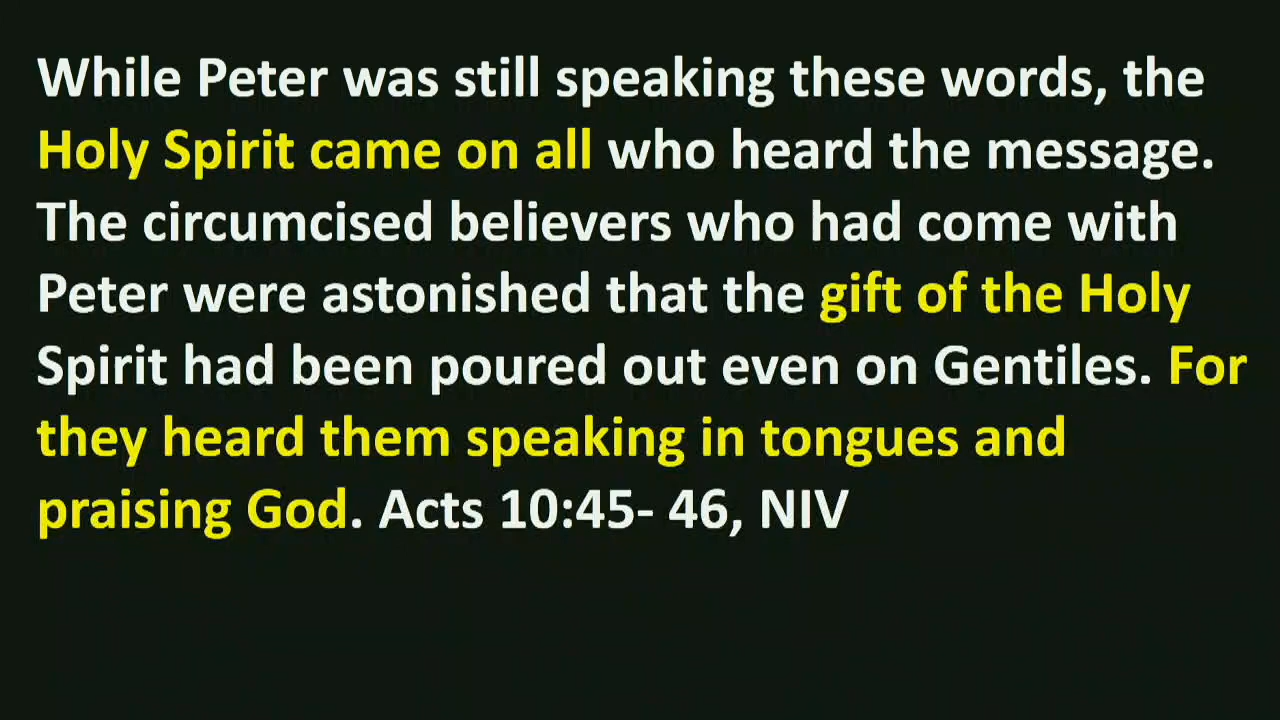 While Peter was still speaking these words, the
Holy Spirit came on all who heard the message.
The circumcised believers who had come with
Peter were astonished that the gift of the Holy
Spirit had been poured out even on Gentiles. For
they heard them speaking in tongues and
praising God. Acts 10:45- 46, NIV